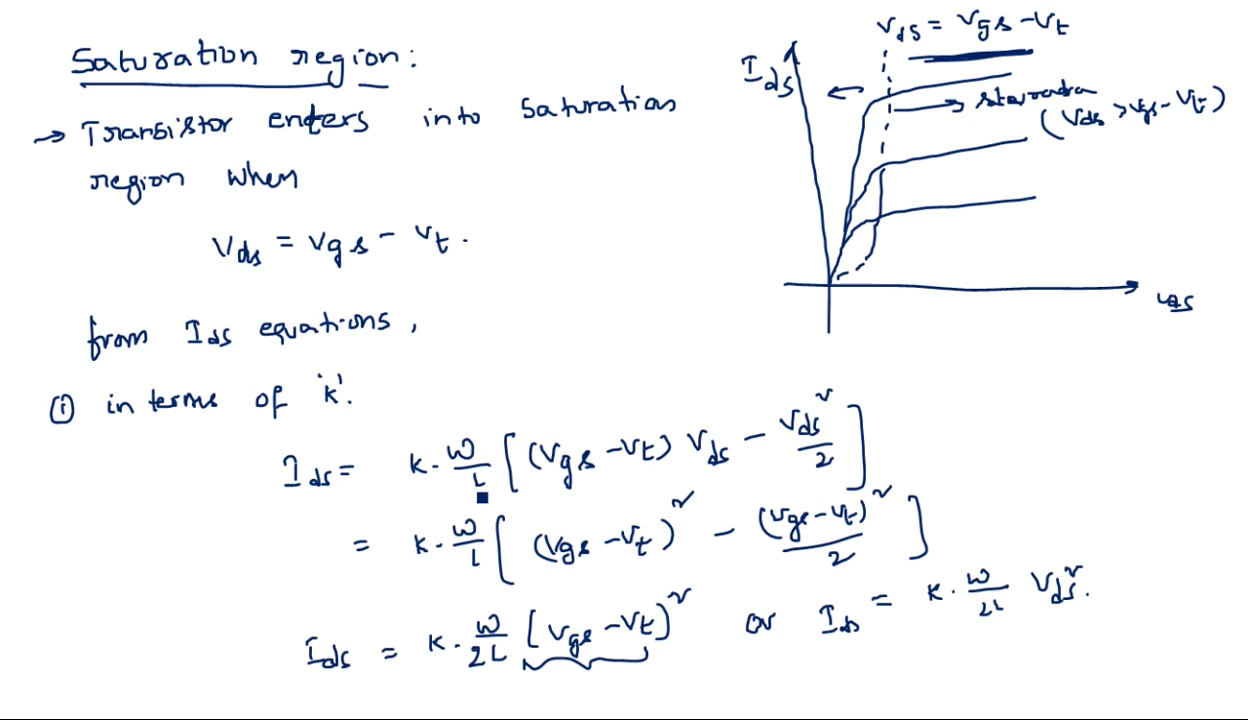 Saturation region:
→ Transistor enters into Saturation
region when
Vds = Vgs - Vt.
from Ids equations,
① in terms of 'k'.
Ids = k. W/L [(Vgs - Vt) Vds - Vds²/2]
= k. W/L [(Vgs - Vt)² - (Vgs - Vt)²/2]
Ids = k. W/2L [Vgs - Vt]² or Ids = k. W/2L Vds².
Vds = Vgs - Vt
Ids
(Vds > Vgs - Vt)